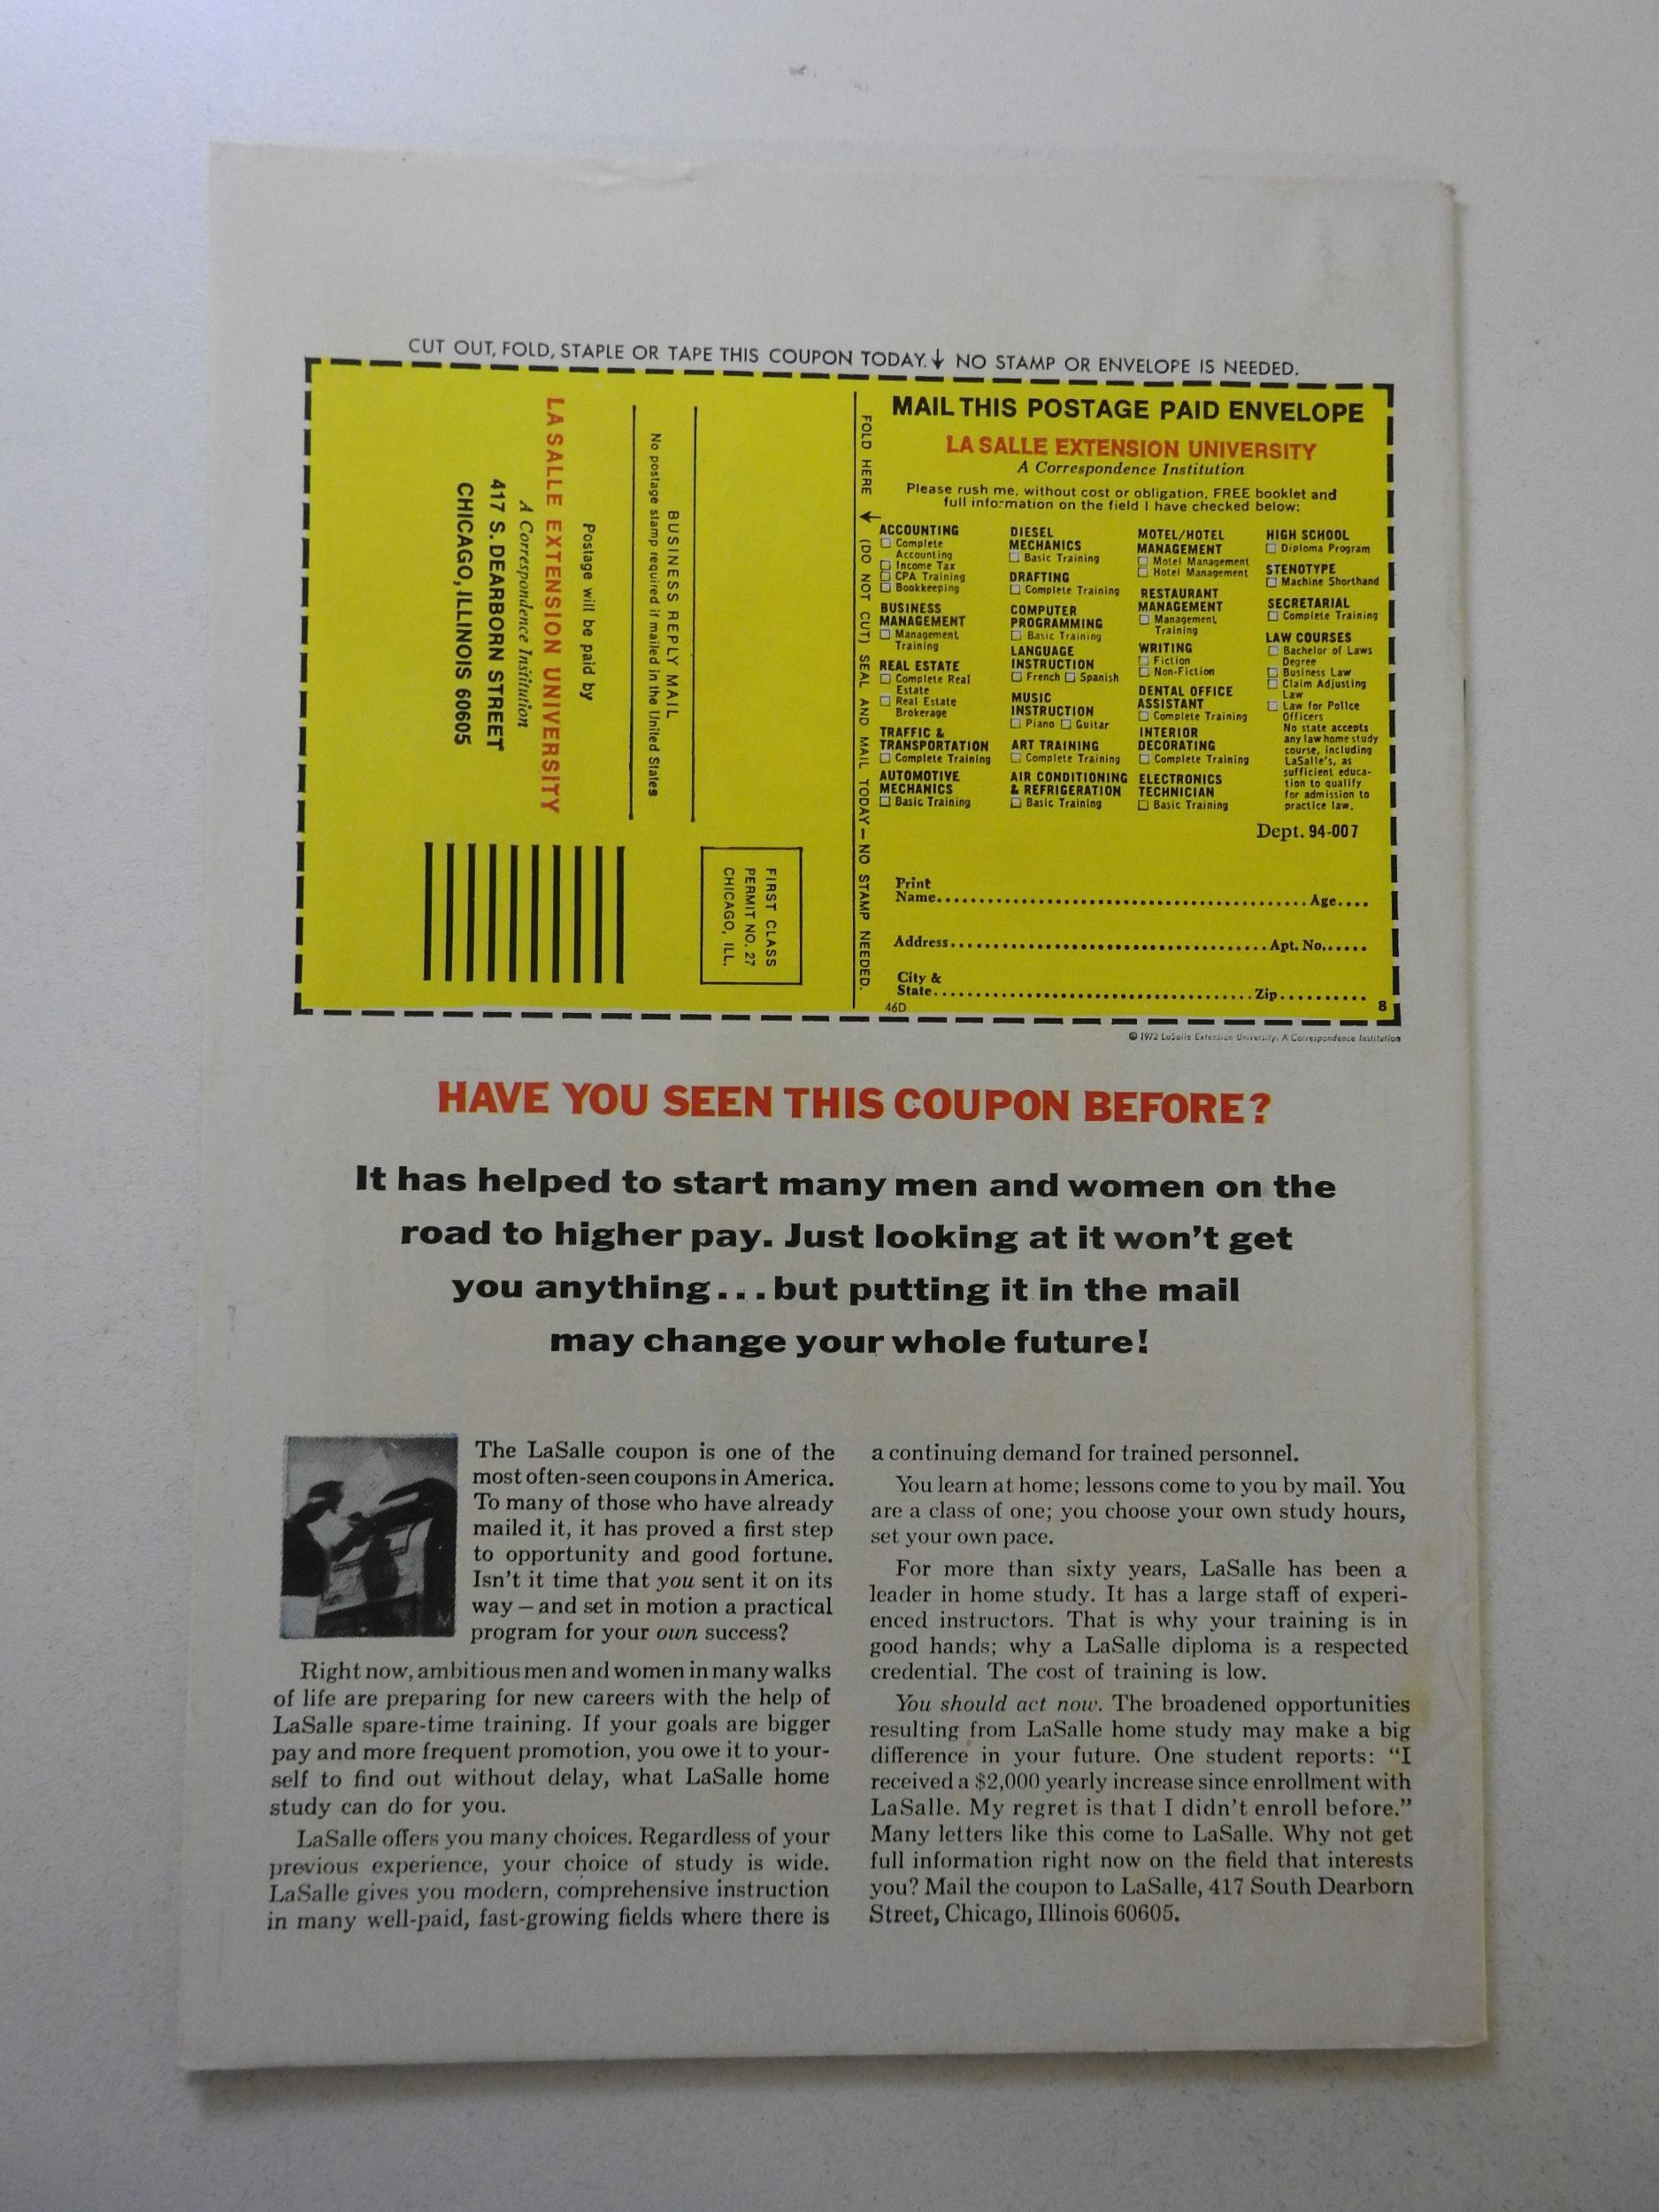 CUT OUT, FOLD, STAPLE OR TAPE THIS COUPON TODAY.↓ NO STAMP OR ENVELOPE IS NEEDED.
LA SALLE EXTENSION UNIVERSITY
A Correspondence Institution
417 S. DEARBORN STREET
CHICAGO, ILLINOIS 60605
Postage will be paid by
No postage stamp required if mailed in the United States
BUSINESS REPLY MAIL
FIRST CLASS
PERMIT NO. 27
CHICAGO, ILL.
FOLD HERE ↓ (DO NOT CUT) SEAL AND MAIL TODAY — NO STAMP NEEDED.
MAIL THIS POSTAGE PAID ENVELOPE
LA SALLE EXTENSION UNIVERSITY
A Correspondence Institution
Please rush me, without cost or obligation, FREE booklet and
full information on the field I have checked below:
ACCOUNTING
☐ Complete
Accounting
☐ Income Tax
☐ CPA Training
☐ Bookkeeping
BUSINESS
MANAGEMENT
☐ Management
Training
REAL ESTATE
☐ Complete Real
Estate
☐ Real Estate
Brokerage
TRAFFIC &
TRANSPORTATION
☐ Complete Training
AUTOMOTIVE
MECHANICS
☐ Basic Training
DIESEL
MECHANICS
☐ Basic Training
DRAFTING
☐ Complete Training
COMPUTER
PROGRAMMING
☐ Basic Training
LANGUAGE
INSTRUCTION
☐ French ☐ Spanish
MUSIC
INSTRUCTION
☐ Piano ☐ Guitar
ART TRAINING
☐ Complete Training
AIR CONDITIONING
& REFRIGERATION
☐ Basic Training
MOTEL/HOTEL
MANAGEMENT
☐ Motel Management
☐ Hotel Management
RESTAURANT
MANAGEMENT
☐ Management
Training
WRITING
☐ Fiction
☐ Non-Fiction
DENTAL OFFICE
ASSISTANT
☐ Complete Training
INTERIOR
DECORATING
☐ Complete Training
ELECTRONICS
TECHNICIAN
☐ Basic Training
HIGH SCHOOL
☐ Diploma Program
STENOTYPE
☐ Machine Shorthand
SECRETARIAL
☐ Complete Training
LAW COURSES
☐ Bachelor of Laws
Degree
☐ Business Law
☐ Claim Adjusting
Law
☐ Law for Police
Officers
No state accepts
any law home study
course, including
LaSalle's, as
sufficient educa-
tion to qualify
for admission to
practice law.
Dept. 94-007
Print
Name.................... Age....
Address.................... Apt. No......
City &
State.................... Zip..........
46D
8
© 1972 LaSalle Extension University, A Correspondence Institution
HAVE YOU SEEN THIS COUPON BEFORE?
It has helped to start many men and women on the
road to higher pay. Just looking at it won't get
you anything...but putting it in the mail
may change your whole future!
The LaSalle coupon is one of the
most often-seen coupons in America.
To many of those who have already
mailed it, it has proved a first step
to opportunity and good fortune.
Isn't it time that you sent it on its
way — and set in motion a practical
program for your own success?
Right now, ambitious men and women in many walks
of life are preparing for new careers with the help of
LaSalle spare-time training. If your goals are bigger
pay and more frequent promotion, you owe it to your-
self to find out without delay, what LaSalle home
study can do for you.
LaSalle offers you many choices. Regardless of your
previous experience, your choice of study is wide.
LaSalle gives you modern, comprehensive instruction
in many well-paid, fast-growing fields where there is
a continuing demand for trained personnel.
You learn at home; lessons come to you by mail. You
are a class of one; you choose your own study hours,
set your own pace.
For more than sixty years, LaSalle has been a
leader in home study. It has a large staff of experi-
enced instructors. That is why your training is in
good hands; why a LaSalle diploma is a respected
credential. The cost of training is low.
You should act now. The broadened opportunities
resulting from LaSalle home study may make a big
difference in your future. One student reports: “I
received a $2,000 yearly increase since enrollment with
LaSalle. My regret is that I didn't enroll before.”
Many letters like this come to LaSalle. Why not get
full information right now on the field that interests
you? Mail the coupon to LaSalle, 417 South Dearborn
Street, Chicago, Illinois 60605.